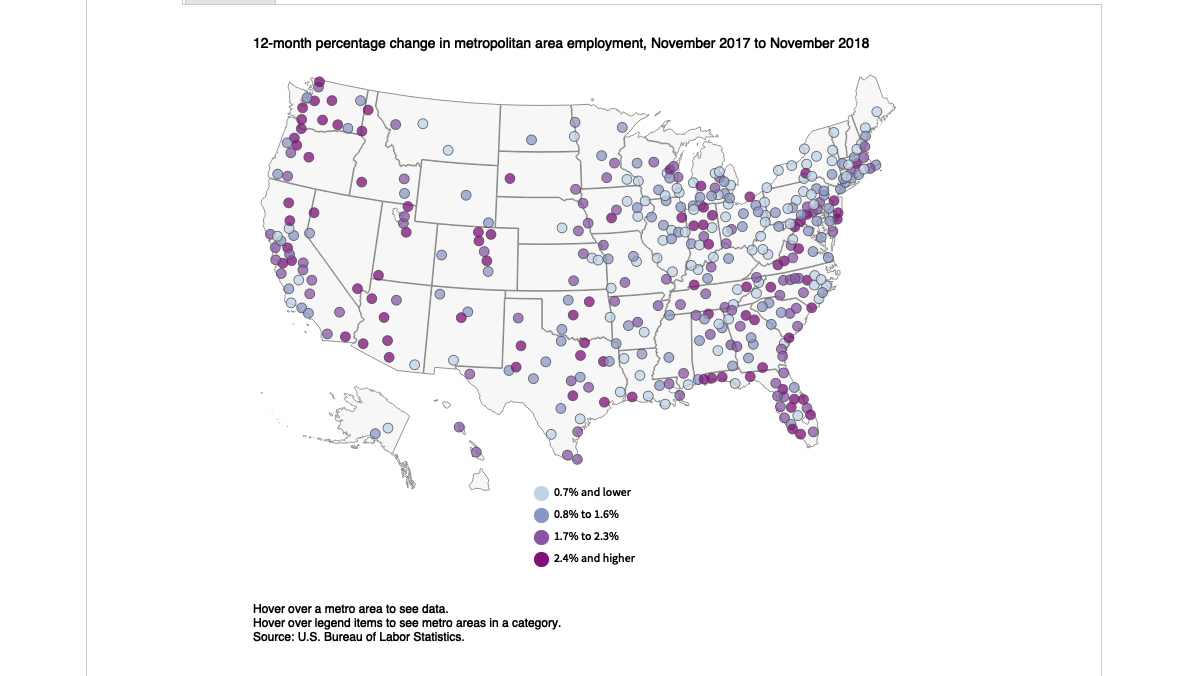 12-month percentage change in metropolitan area employment, November 2017 to November 2018
0.7% and lower
0.8% to 1.6%
1.7% to 2.3%
2.4% and higher
Hover over a metro area to see data.
Hover over legend items to see metro areas in a category.
Source: U.S. Bureau of Labor Statistics.